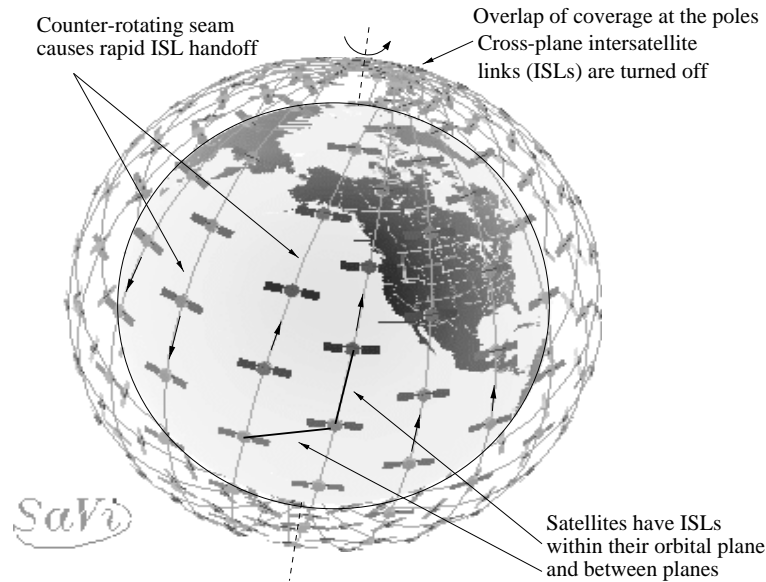 Counter-rotating seam
causes rapid ISL handoff
Overlap of coverage at the poles
Cross-plane intersatellite
links (ISLs) are turned off
SaVi
Satellites have ISLs
within their orbital plane
and between planes